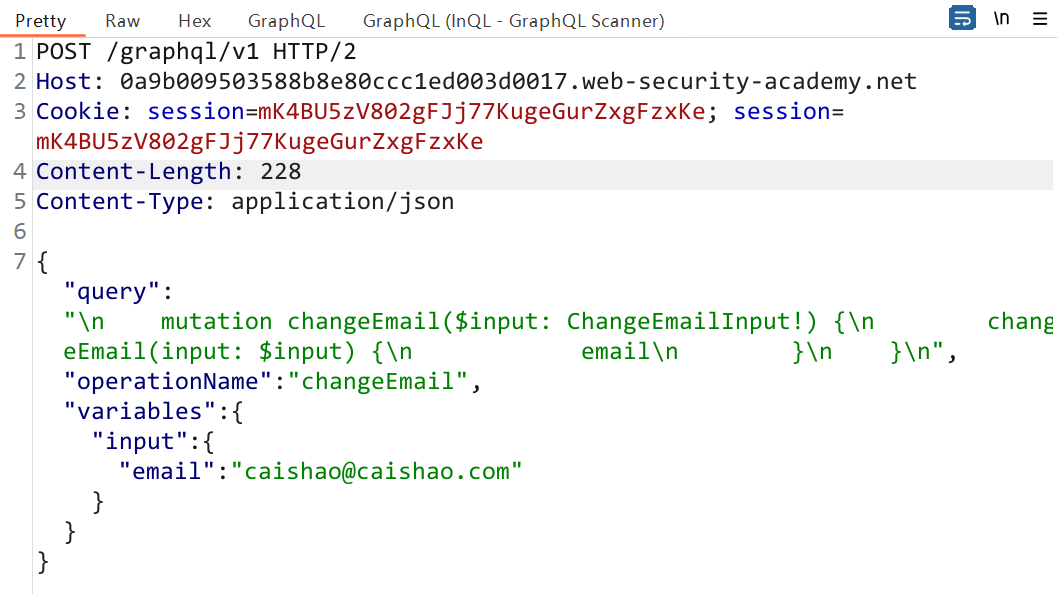 Pretty Raw Hex GraphQL GraphQL (InQL - GraphQL Scanner) \n
1 POST /graphql/v1 HTTP/2
2 Host: 0a9b009503588b8e80ccc1ed003d0017.web-security-academy.net
3 Cookie: session=mK4BU5zV802gFJj77KugeGurZxgFzxKe; session=
mK4BU5zV802gFJj77KugeGurZxgFzxKe
4 Content-Length: 228
5 Content-Type: application/json
6
7 {
"query":
"\n    mutation changeEmail($input: ChangeEmailInput!) {\n        chang
eEmail(input: $input) {\n            email\n        }\n    }\n",
"operationName":"changeEmail",
"variables":{
"input":{
"email":"caishao@caishao.com"
}
}
}